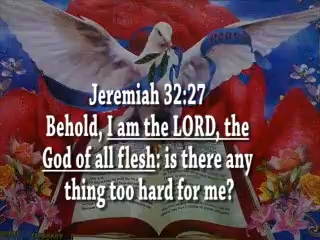 Jeremiah 32:27
Behold, I am the LORD, the
God of all flesh: is there any
thing too hard for me?